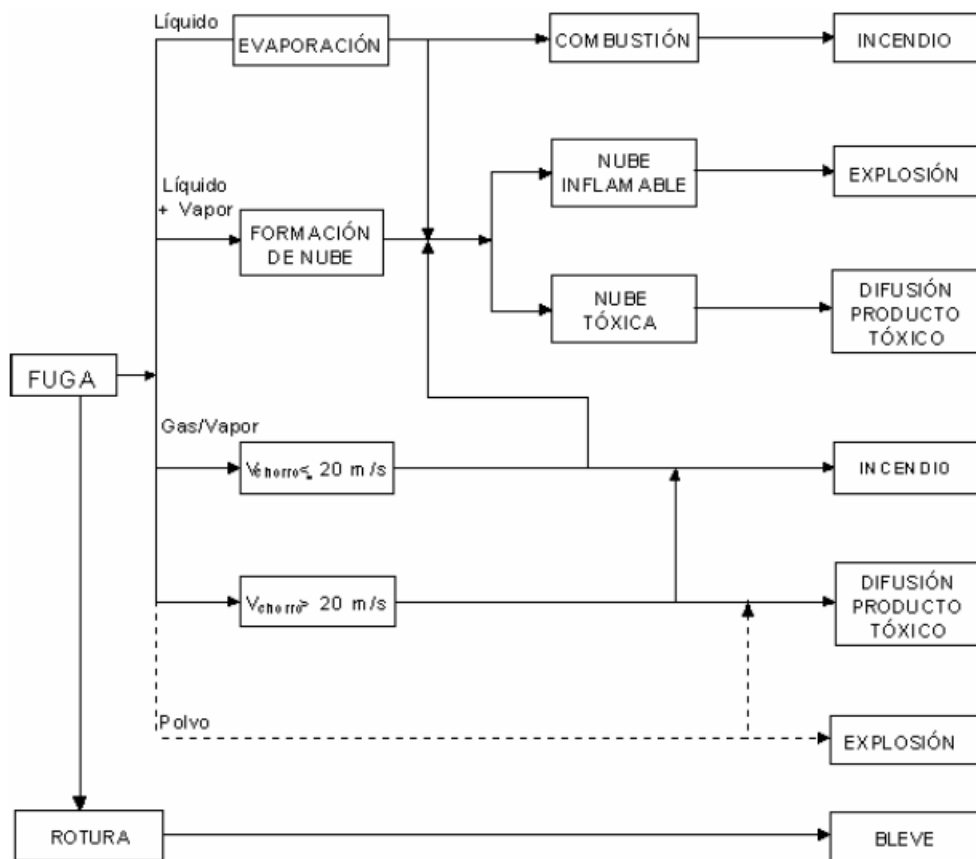 Líquido
EVAPORACIÓN
COMBUSTIÓN
INCENDIO
Líquido
+ Vapor
FORMACIÓN
DE NUBE
NUBE
INFLAMABLE
EXPLOSIÓN
NUBE
TÓXICA
DIFUSIÓN
PRODUCTO
TÓXICO
FUGA
Gas/Vapor
Vchorro≤ 20 m/s
INCENDIO
Vchorro> 20 m/s
DIFUSIÓN
PRODUCTO
TÓXICO
Polvo
EXPLOSIÓN
ROTURA
BLEVE